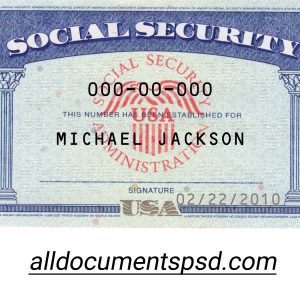 SOCIAL SECURITY
SOCIAL SECURITY
000-00-000
THIS NUMBER HAS BEEN ESTABLISHED FOR
USA
MICHAEL JACKSON
ADMINISTRATION
SIGNATURE
USA 02/22/2010
alldocumentspsd.com